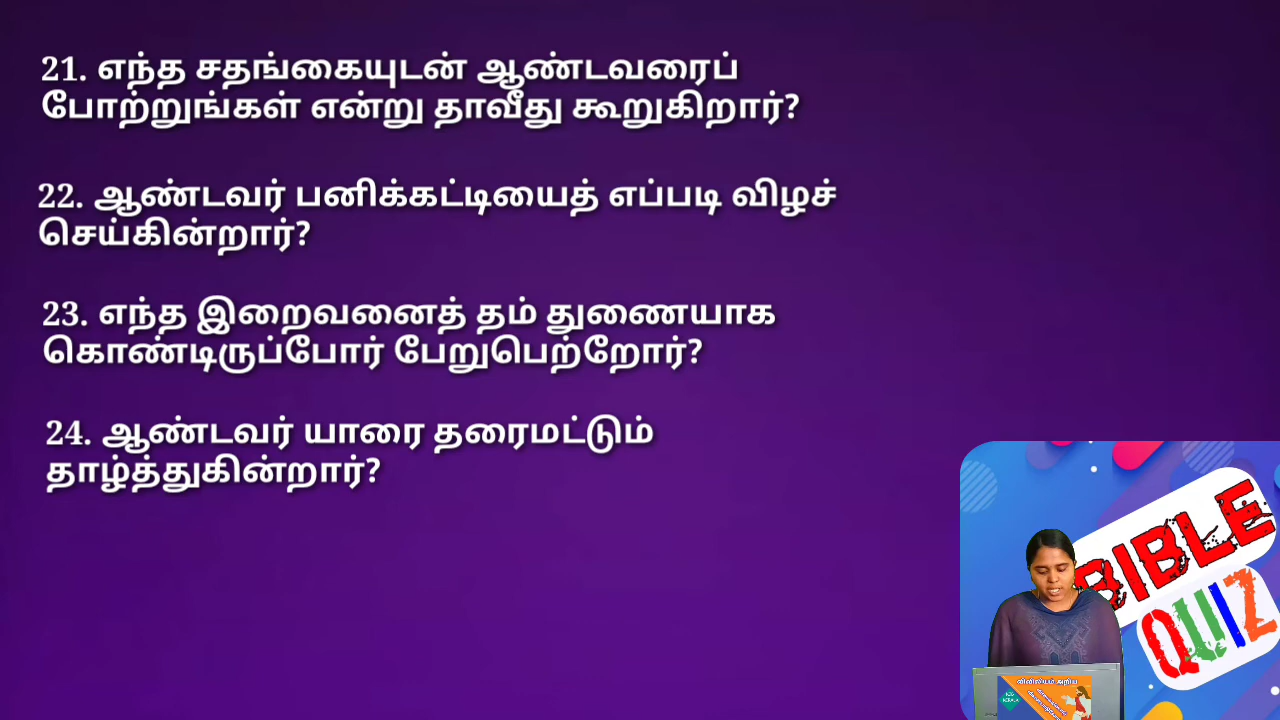 21. எந்த சதங்கையுடன் ஆண்டவரைப்
போற்றுங்கள் என்று தாவீது கூறுகிறார்?
22. ஆண்டவர் பனிக்கட்டியைத் எப்படி விழச்
செய்கின்றார்?
23. எந்த இறைவனைத் தம் துணையாக
கொண்டிருப்போர் பேறுபெற்றோர்?
24. ஆண்டவர் யாரை தரைமட்டும்
தாழ்த்துகின்றார்?
BIBLE
QUIZ